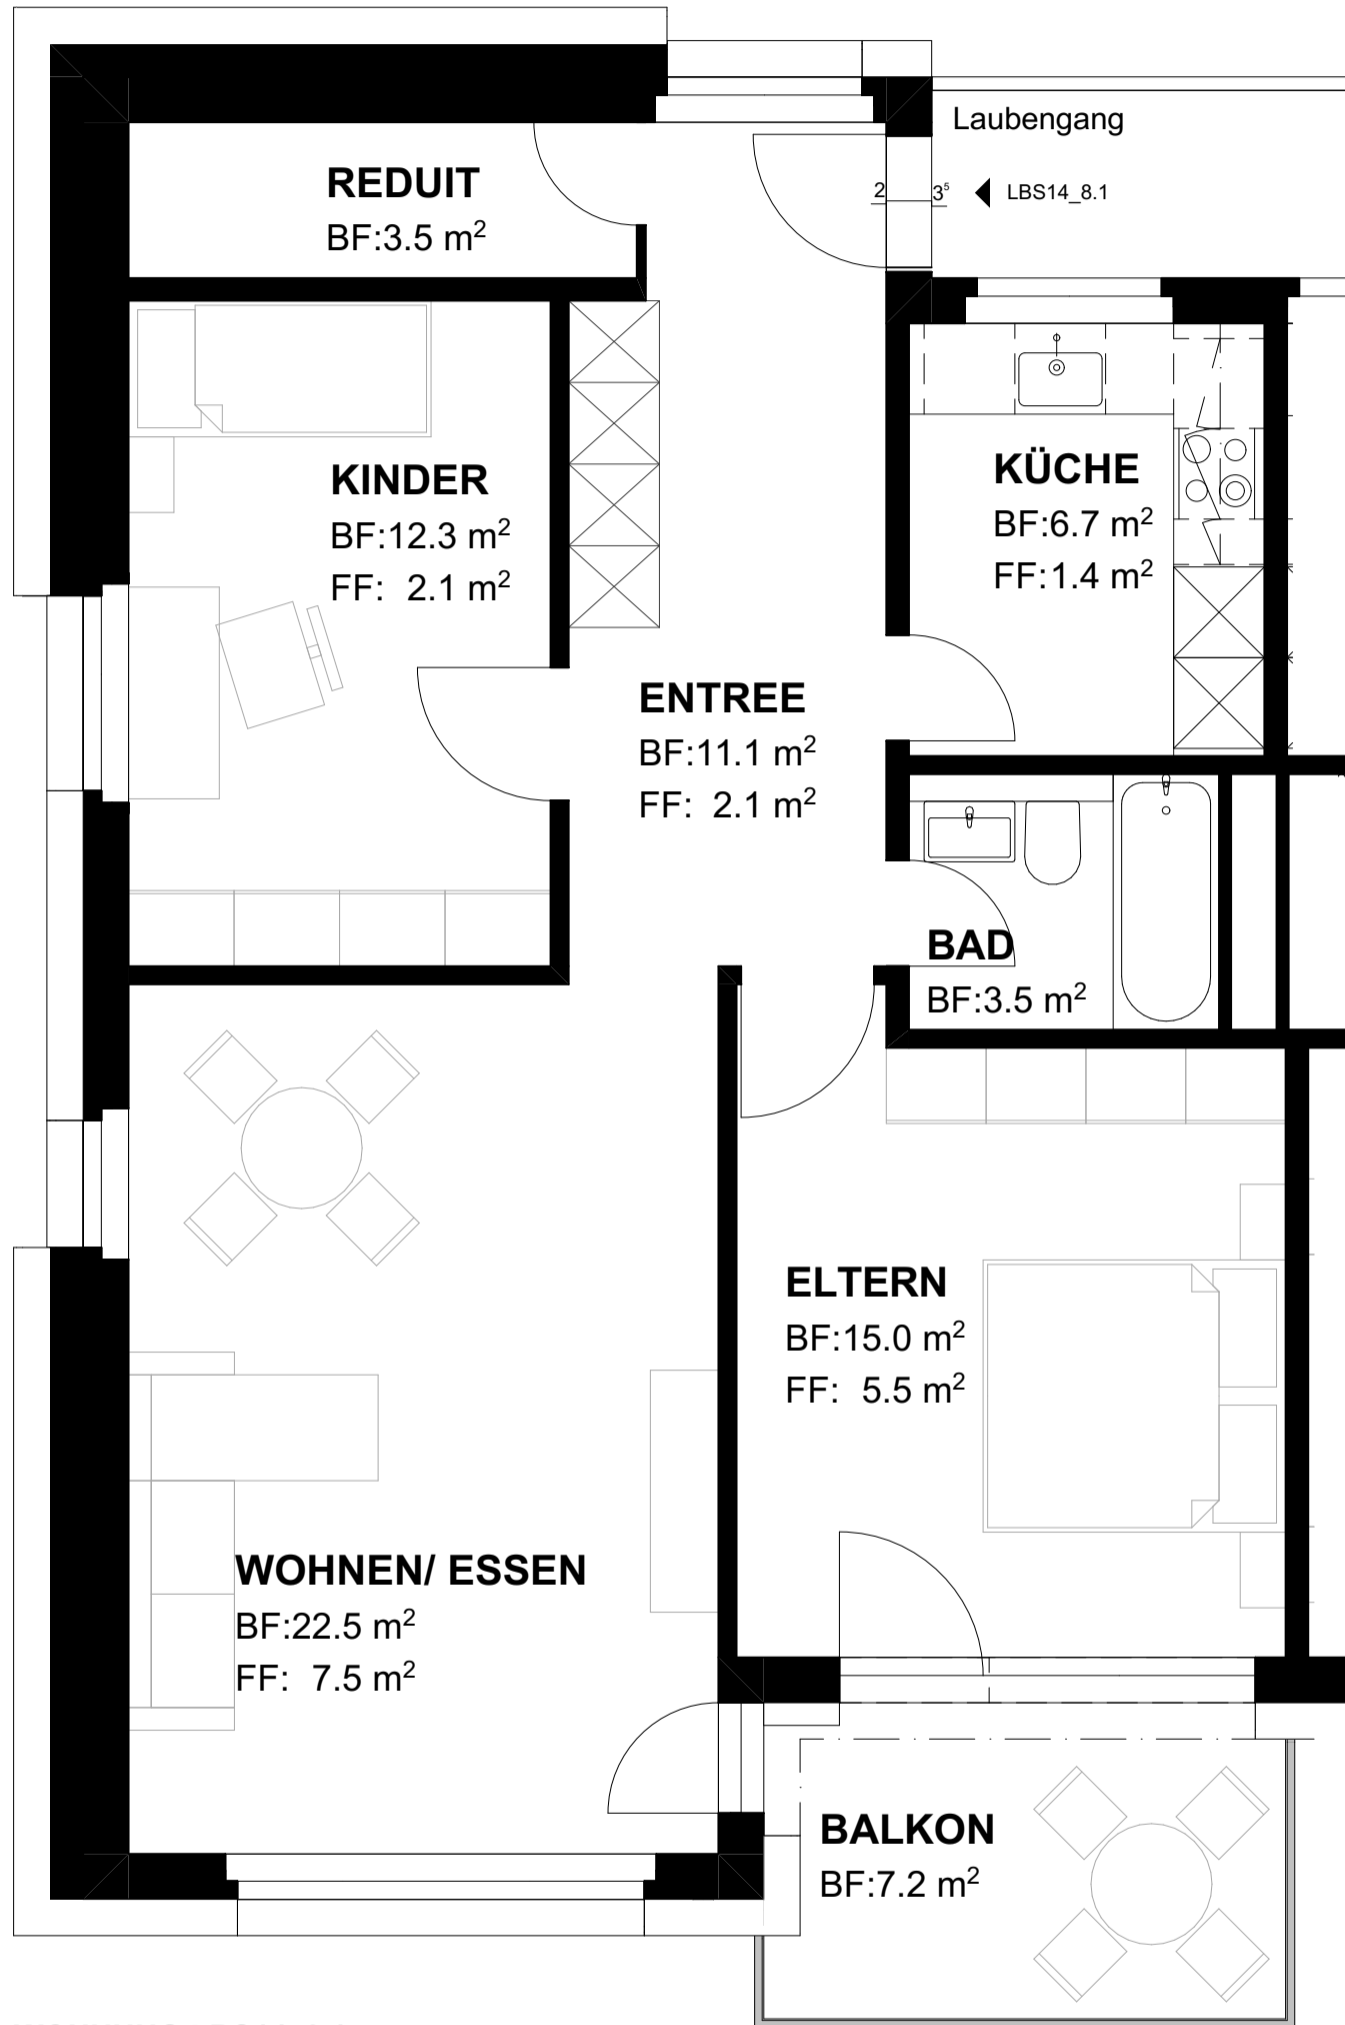 Laubengang
REDUIT
BF:3.5 m²
2 3⁵ LBS14_8.1
KINDER
BF:12.3 m²
FF: 2.1 m²
KÜCHE
BF:6.7 m²
FF:1.4 m²
ENTREE
BF:11.1 m²
FF: 2.1 m²
BAD
BF:3.5 m²
ELTERN
BF:15.0 m²
FF: 5.5 m²
WOHNEN/ ESSEN
BF:22.5 m²
FF: 7.5 m²
BALKON
BF:7.2 m²